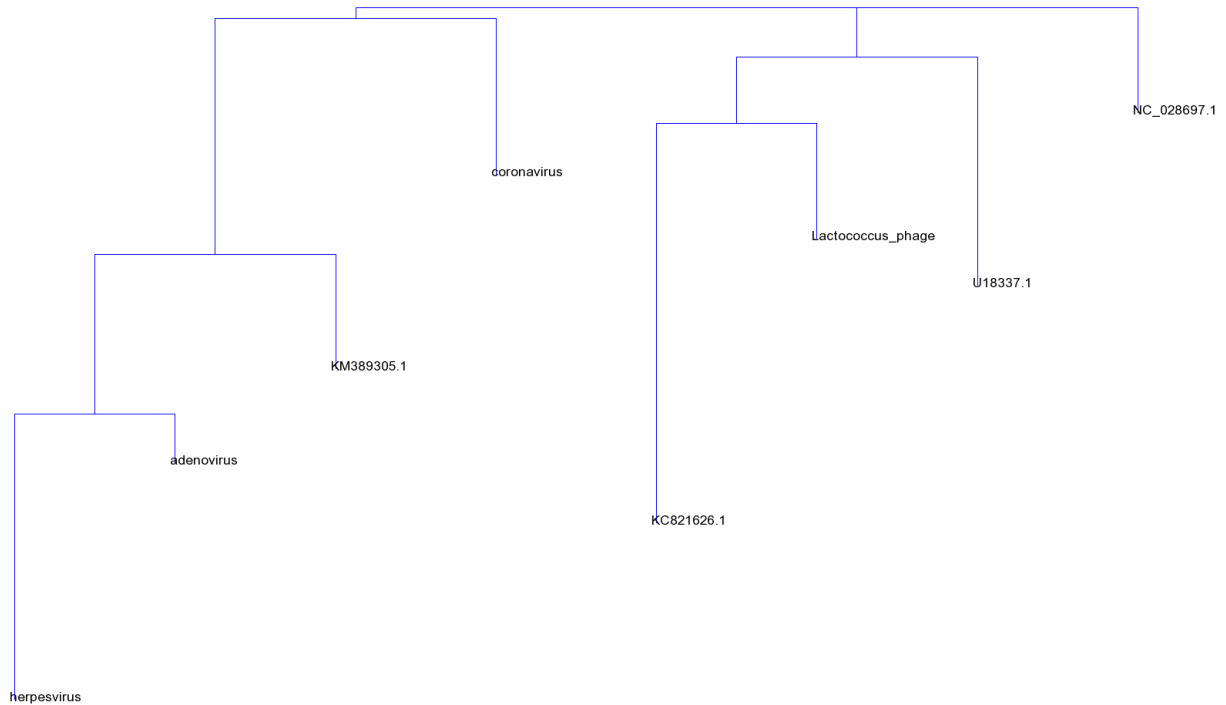 NC_028697.1
coronavirus
Lactococcus_phage
U18337.1
KM389305.1
adenovirus
KC821626.1
herpesvirus